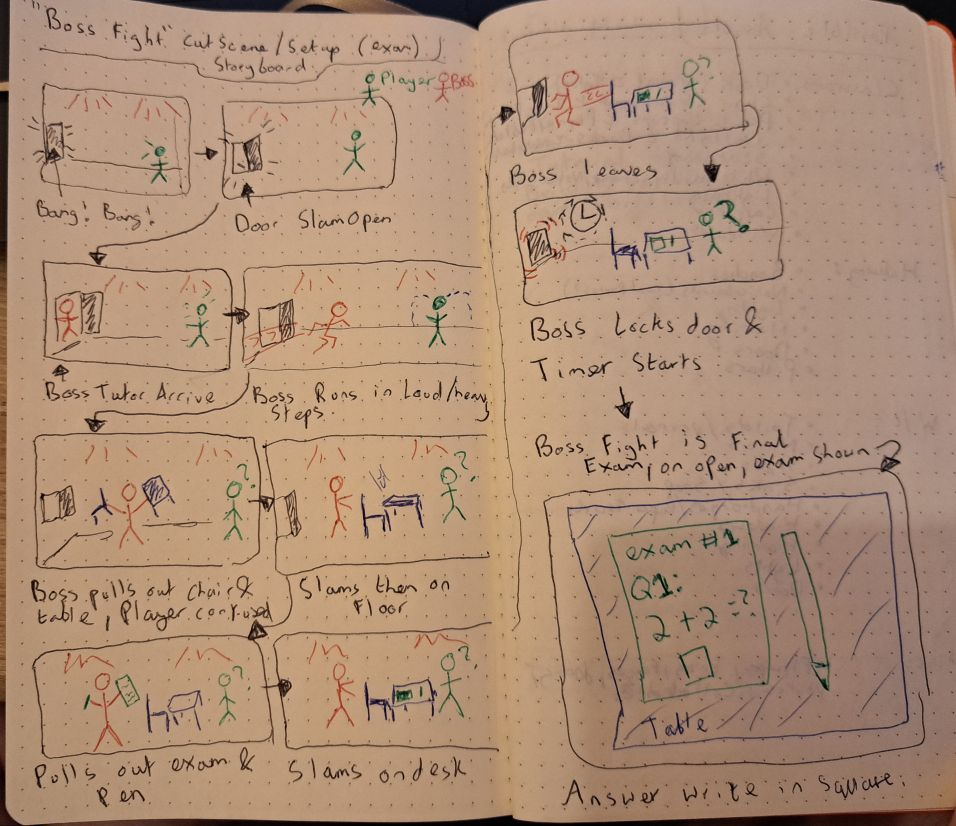 "Boss Fight" cutscene/setup (exam)
Storyboard
Player Boss
Bang! Bang!
Door Slam Open
Boss Tutor Arrive
Boss Runs in Loud/heavy
Steps
Boss pulls out chair &
table, Player confused
Slams then on
Floor
Pulls out exam &
pen
Slams on desk
Boss leaves
?
Boss Locks door &
Timer Starts
Boss Fight is Final
Exam, on open, exam shown
exam #1
Q1:
2+2=?
Table
Answer write in square.